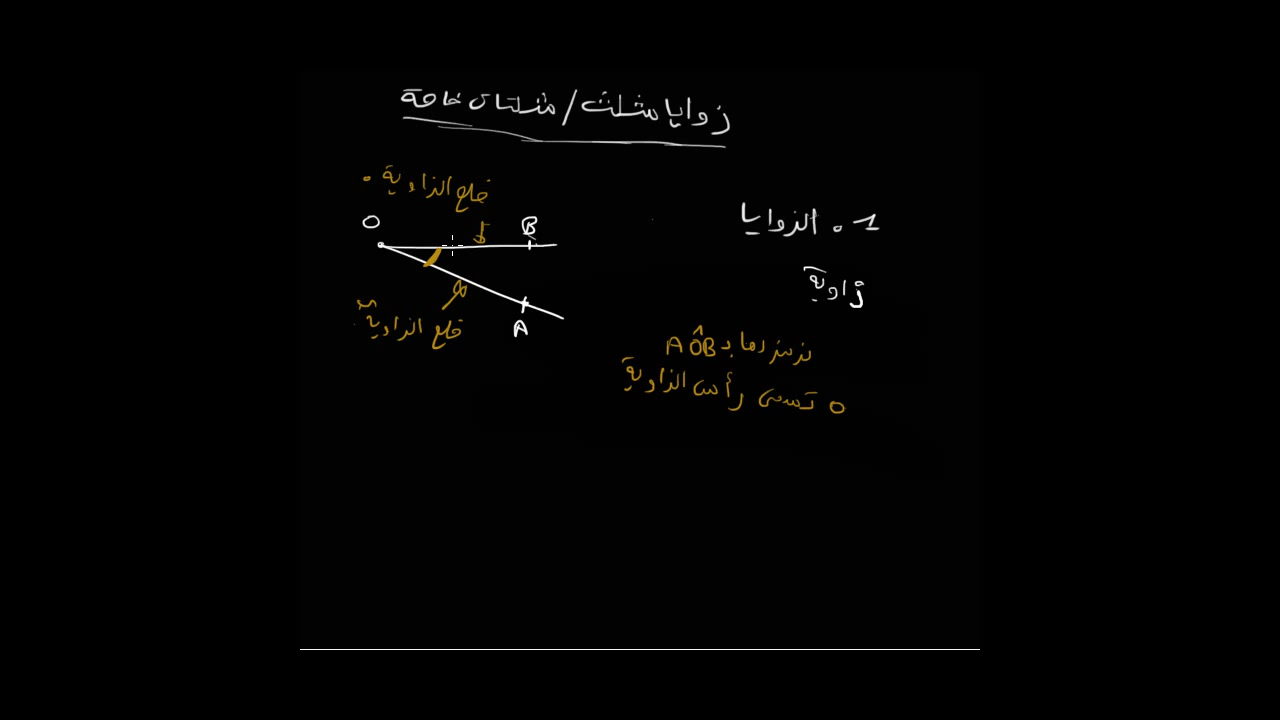 زوايا مثلث / مثلثات خاصة
1. الزوايا
زاوية
ضلع الزاوية.
O
B
A
ضلع الزاوية
نرمز لها بـ AÔB
O تسمى رأس الزاوية